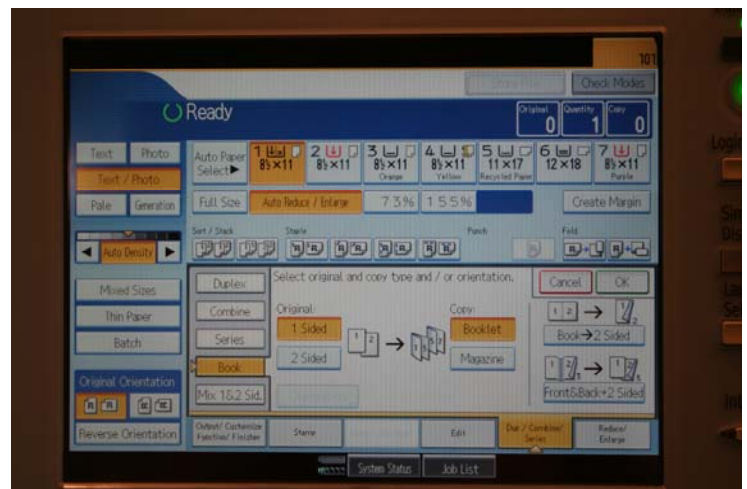 101
Check Modes
Ready
Original Quantity Copy
0 1 0
Text Photo
Text / Photo
Pale Generation
Auto Density
Mixed Sizes
Thin Paper
Batch
Original Orientation
Reverse Orientation
Auto Paper Select▶
1 8½×11
2 8½×11
3 8½×11 Orange
4 8½×11 Yellow
5 11×17 Recycled Paper
6 12×18
7 8½×11 Purple
Full Size Auto Reduce / Enlarge 73% 155% Create Margin
Sort / Stack Staple Punch Fold
Select original and copy type and / or orientation. Cancel OK
Duplex
Combine
Series
Book
Mix 1&2 Sid.
Original:
1 Sided
2 Sided
Copy:
Booklet
Magazine
Book→2 Sided
Front&Back→2 Sided
Output/ Customize Function/ Finisher
Stamp
Edit
Dup./ Combine/ Series
Reduce/ Enlarge
System Status Job List
Login